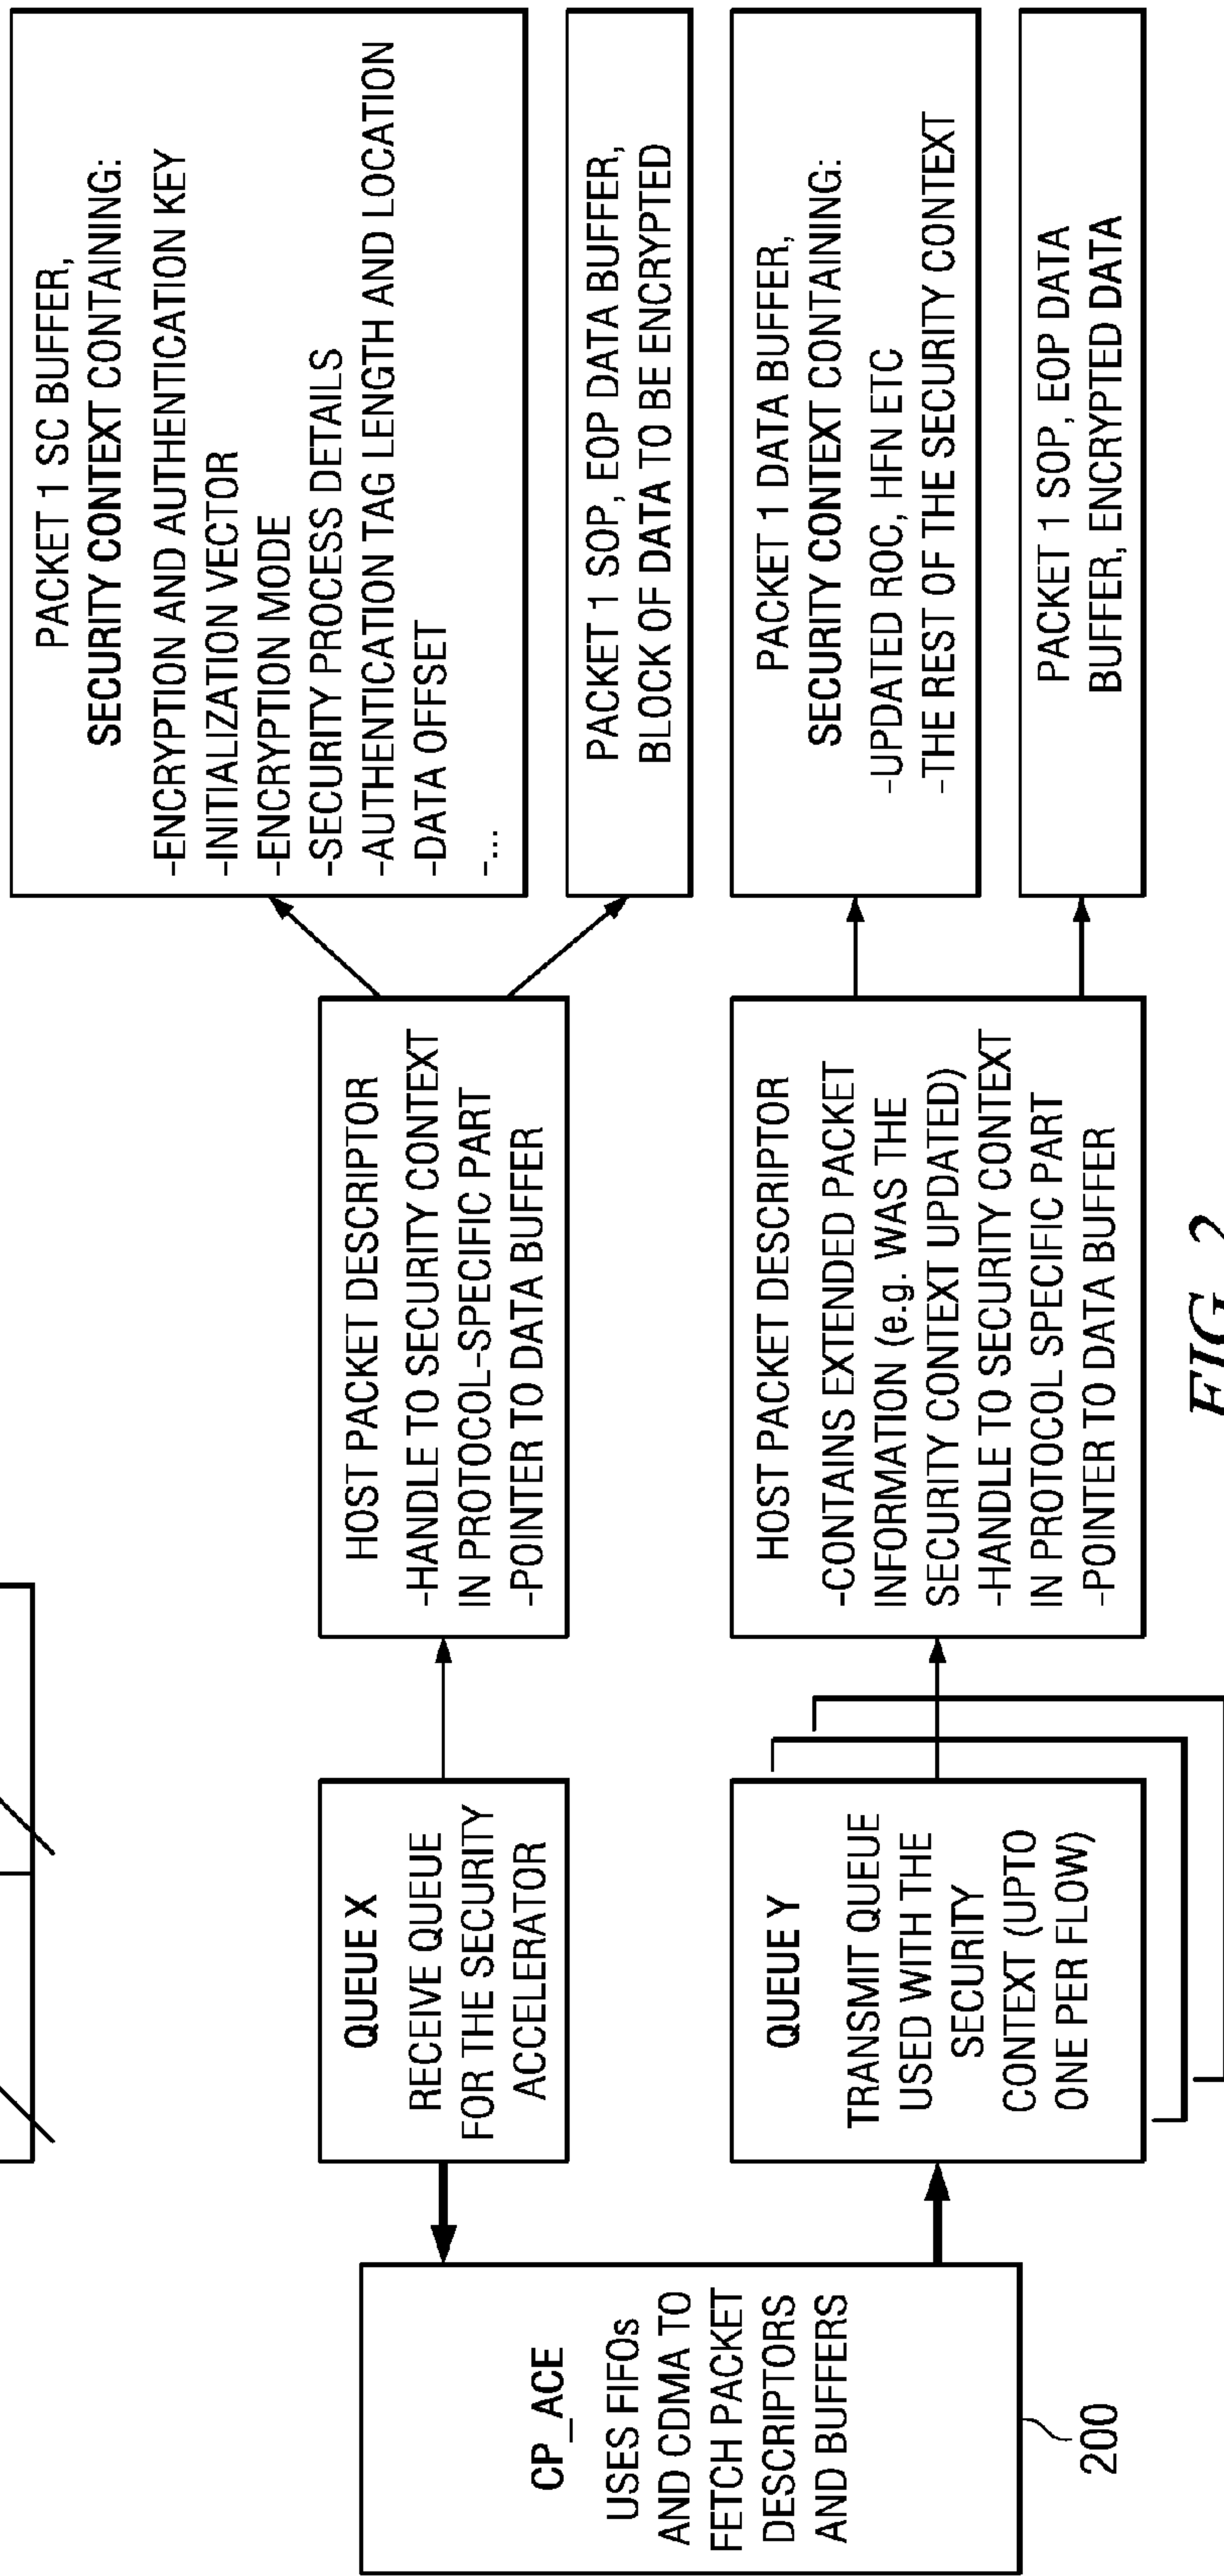 CP_ACE
USES FIFOs
AND CDMA TO
FETCH PACKET
DESCRIPTORS
AND BUFFERS
200
QUEUE X
RECEIVE QUEUE
FOR THE SECURITY
ACCELERATOR
HOST PACKET DESCRIPTOR
-HANDLE TO SECURITY CONTEXT
IN PROTOCOL-SPECIFIC PART
-POINTER TO DATA BUFFER
PACKET 1 SC BUFFER,
SECURITY CONTEXT CONTAINING:
-ENCRYPTION AND AUTHENTICATION KEY
-INITIALIZATION VECTOR
-ENCRYPTION MODE
-SECURITY PROCESS DETAILS
-AUTHENTICATION TAG LENGTH AND LOCATION
-DATA OFFSET
-...
PACKET 1 SOP, EOP DATA BUFFER,
BLOCK OF DATA TO BE ENCRYPTED
QUEUE Y
TRANSMIT QUEUE
USED WITH THE
SECURITY
CONTEXT (UPTO
ONE PER FLOW)
HOST PACKET DESCRIPTOR
-CONTAINS EXTENDED PACKET
INFORMATION (e.g. WAS THE
SECURITY CONTEXT UPDATED)
-HANDLE TO SECURITY CONTEXT
IN PROTOCOL SPECIFIC PART
-POINTER TO DATA BUFFER
PACKET 1 DATA BUFFER,
SECURITY CONTEXT CONTAINING:
-UPDATED ROC, HFN ETC
-THE REST OF THE SECURITY CONTEXT
PACKET 1 SOP, EOP DATA
BUFFER, ENCRYPTED DATA
FIG. 2